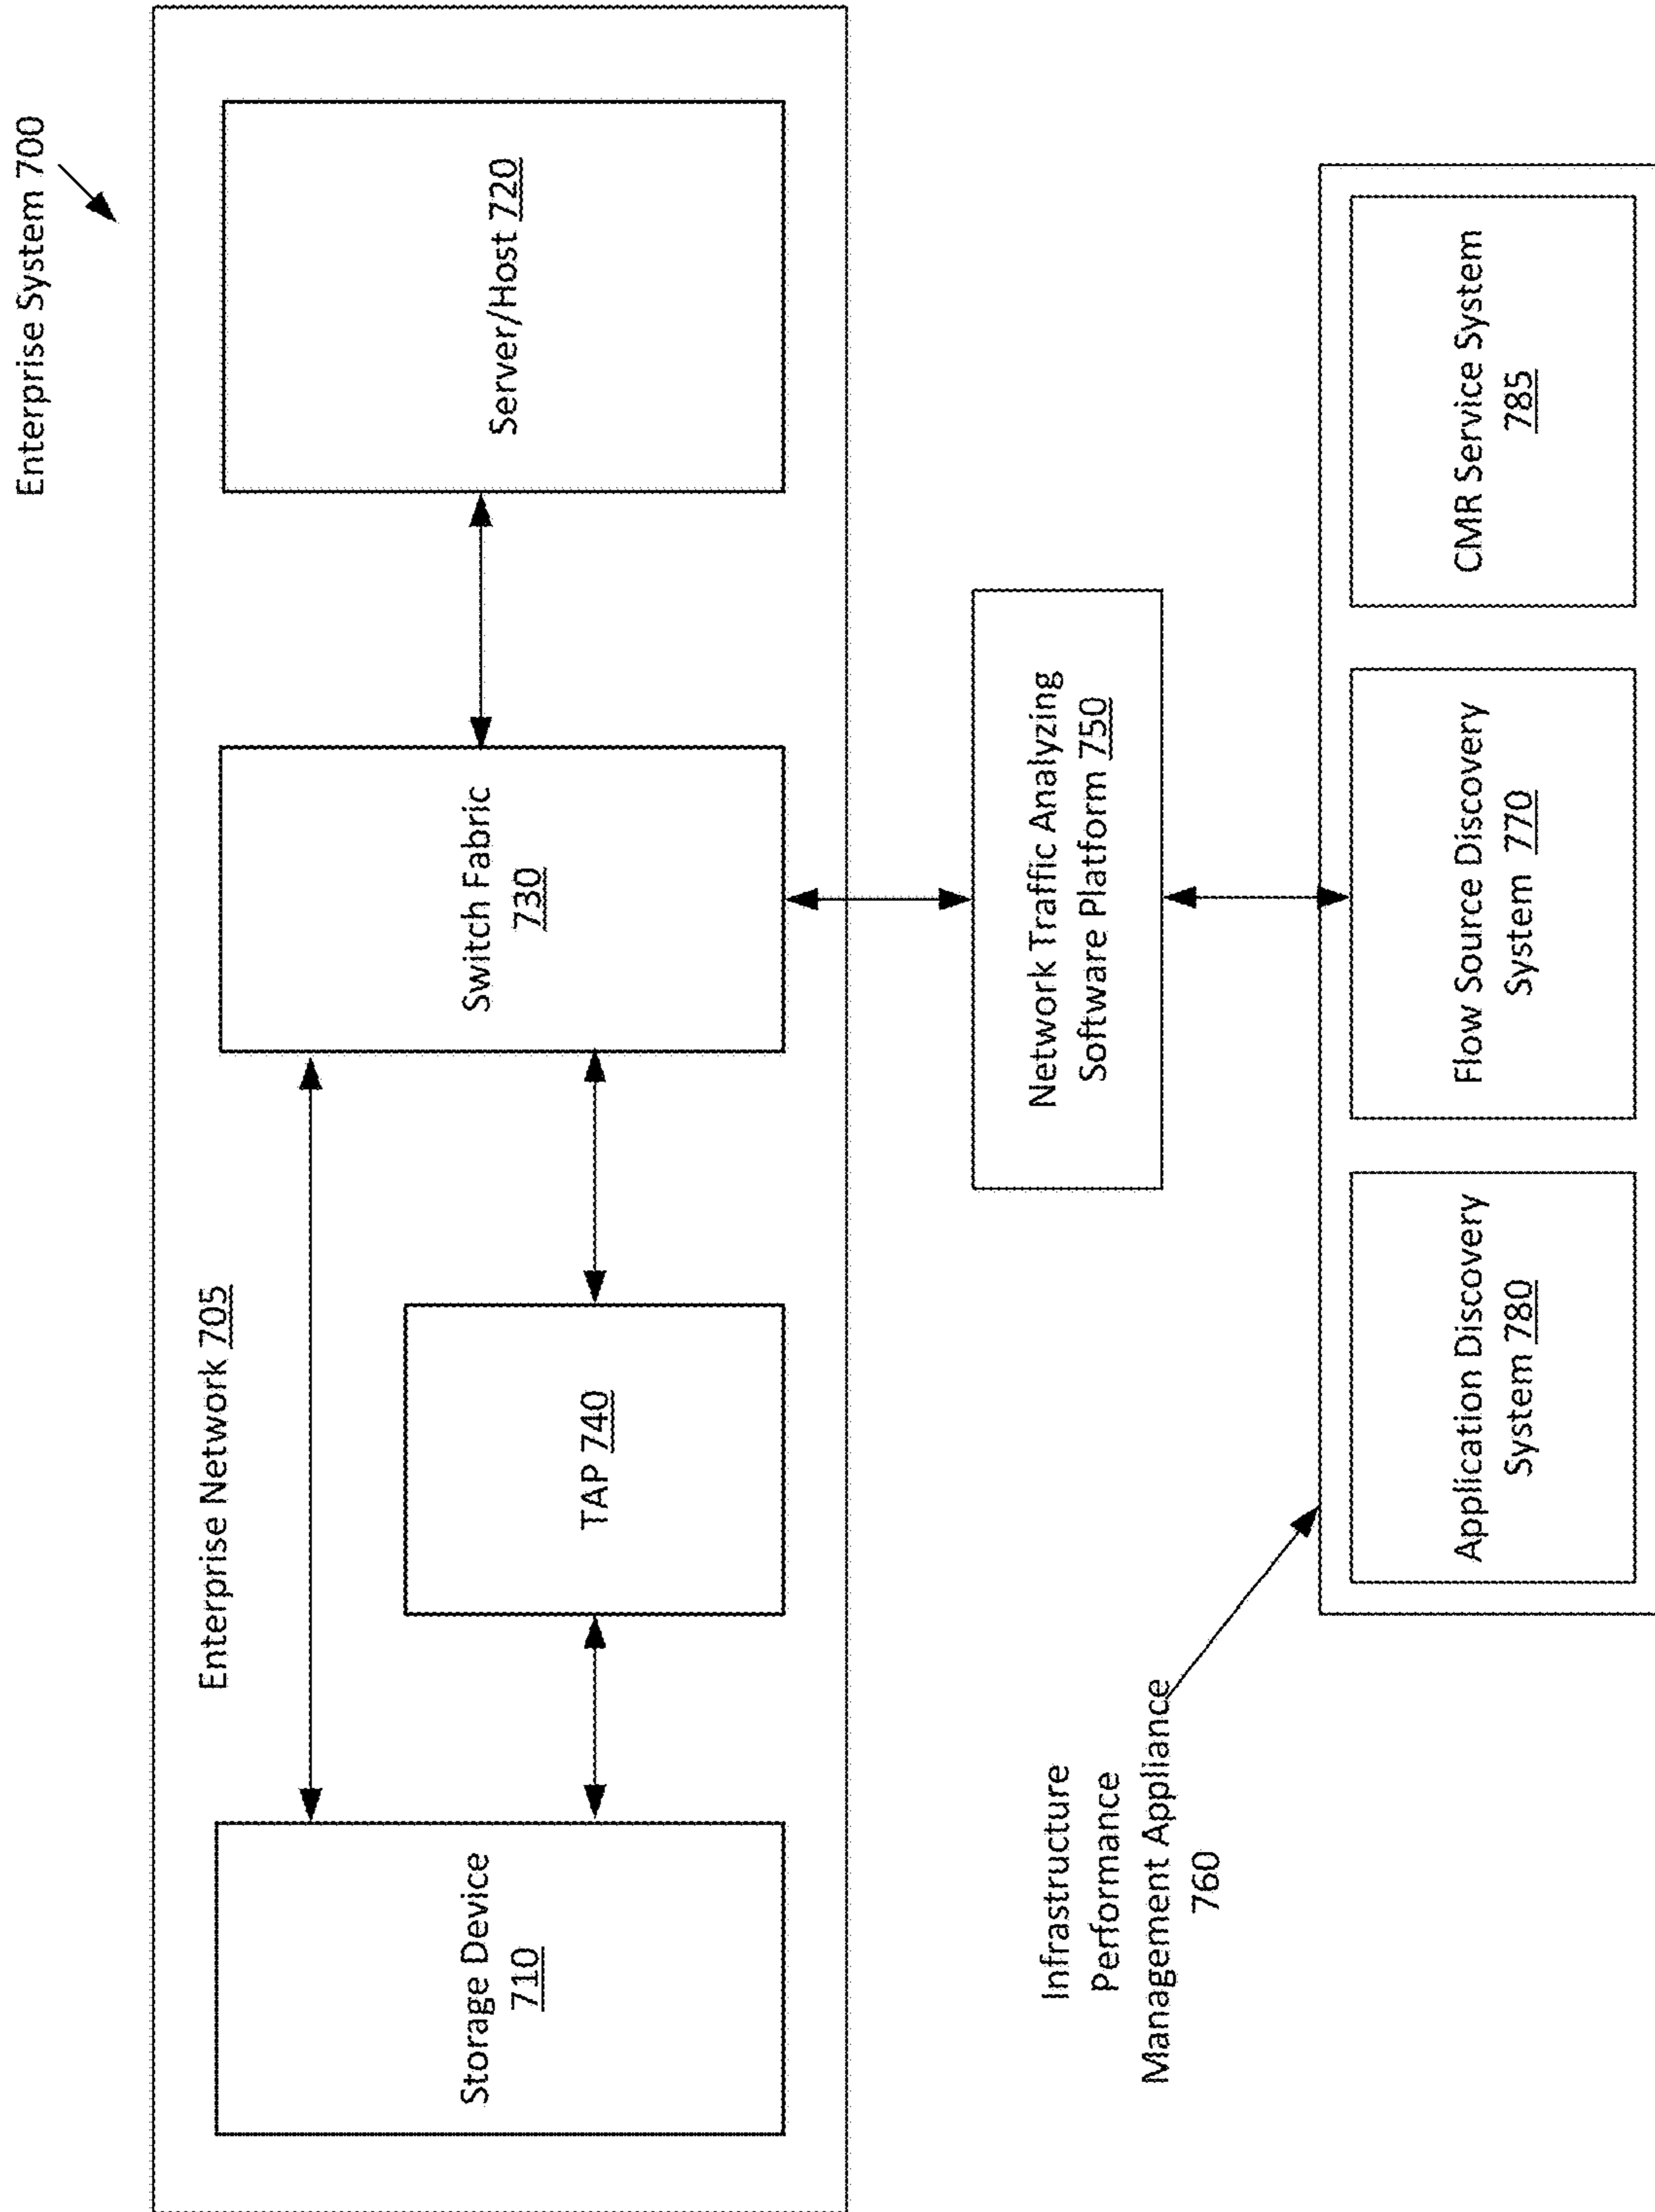 Enterprise System 700
Enterprise Network 705
Storage Device
710
TAP 740
Switch Fabric
730
Server/Host 720
Network Traffic Analyzing
Software Platform 750
Infrastructure
Performance
Management Appliance
760
Application Discovery
System 780
Flow Source Discovery
System 770
CMR Service System
785